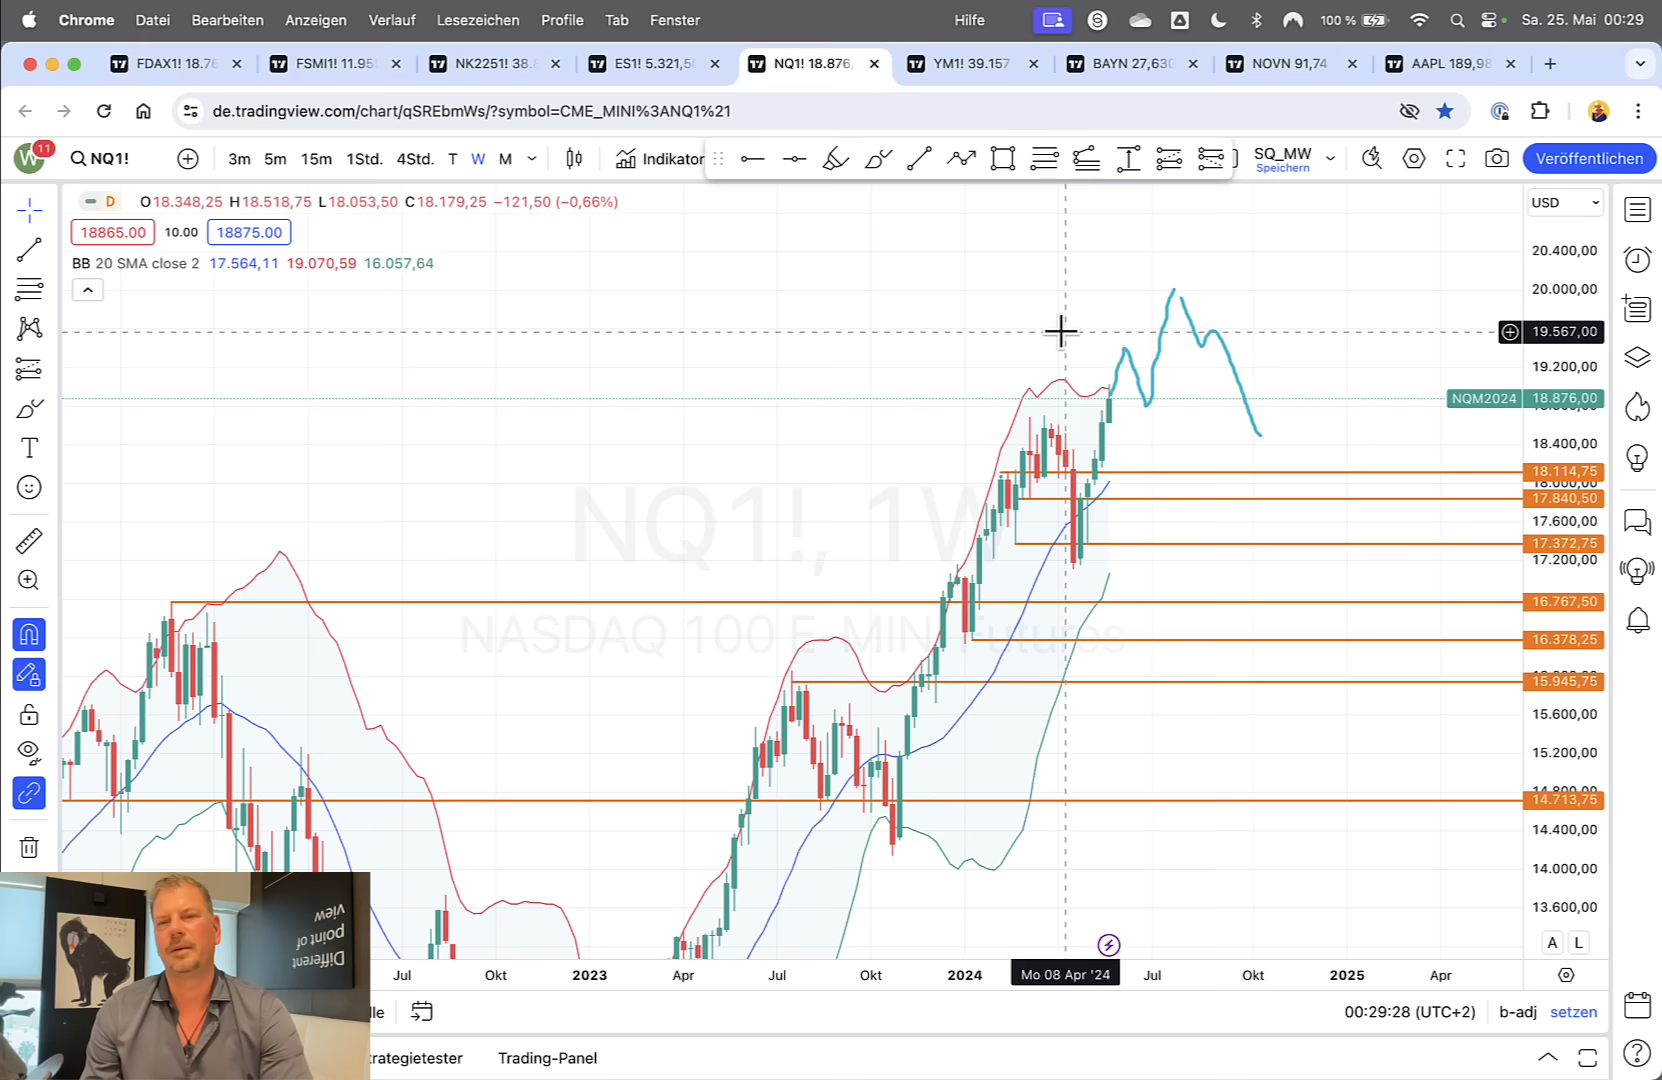 Chrome Datei Bearbeiten Anzeigen Verlauf Lesezeichen Profile Tab Fenster Hilfe 100 % Sa. 25. Mai 00:29
FDAX1! 18.76 FSMI1! 11.95 NK2251! 38. ES1! 5.321,5 NQ1! 18.876, YM1! 39.157 BAYN 27,630 NOVN 91,74 AAPL 189,98
de.tradingview.com/chart/qSREbmWs/?symbol=CME_MINI%3ANQ1%21
W 11 NQ1! 3m 5m 15m 1Std. 4Std. T W M Indikator SQ_MW Veröffentlichen
Speichern
D O18.348,25 H18.518,75 L18.053,50 C18.179,25 −121,50 (−0,66%) USD
18865.00 10.00 18875.00
BB 20 SMA close 2 17.564,11 19.070,59 16.057,64
20.400,00
20.000,00
19.567,00
19.200,00
NQM2024 18.876,00
18.400,00
18.114,75
18.000,00
17.840,50
17.600,00
17.372,75
17.200,00
16.767,50
16.378,25
15.945,75
15.600,00
15.200,00
14.713,75
14.400,00
14.000,00
13.600,00
NQ1!, 1W
NASDAQ 100 E-MINI Futures
A L
Different
point of
view
Jul Okt 2023 Apr Jul Okt 2024 Mo 08 Apr '24 Jul Okt 2025 Apr
lle 00:29:28 (UTC+2) b-adj setzen
trategietester Trading-Panel